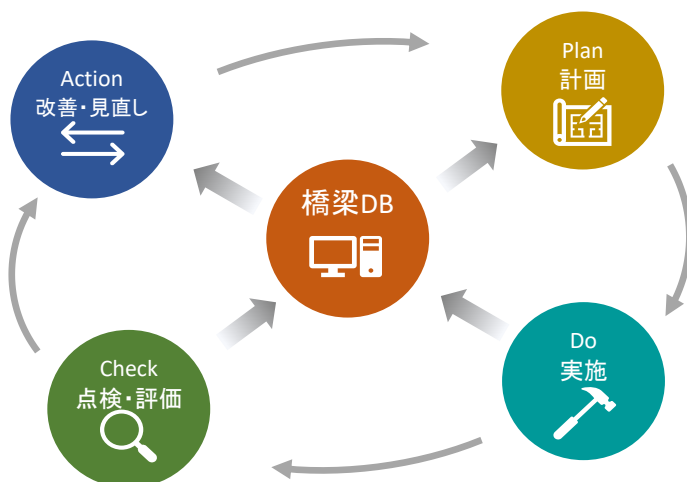 Action
改善・見直し
Plan
計画
橋梁DB
Check
点検・評価
Do
実施